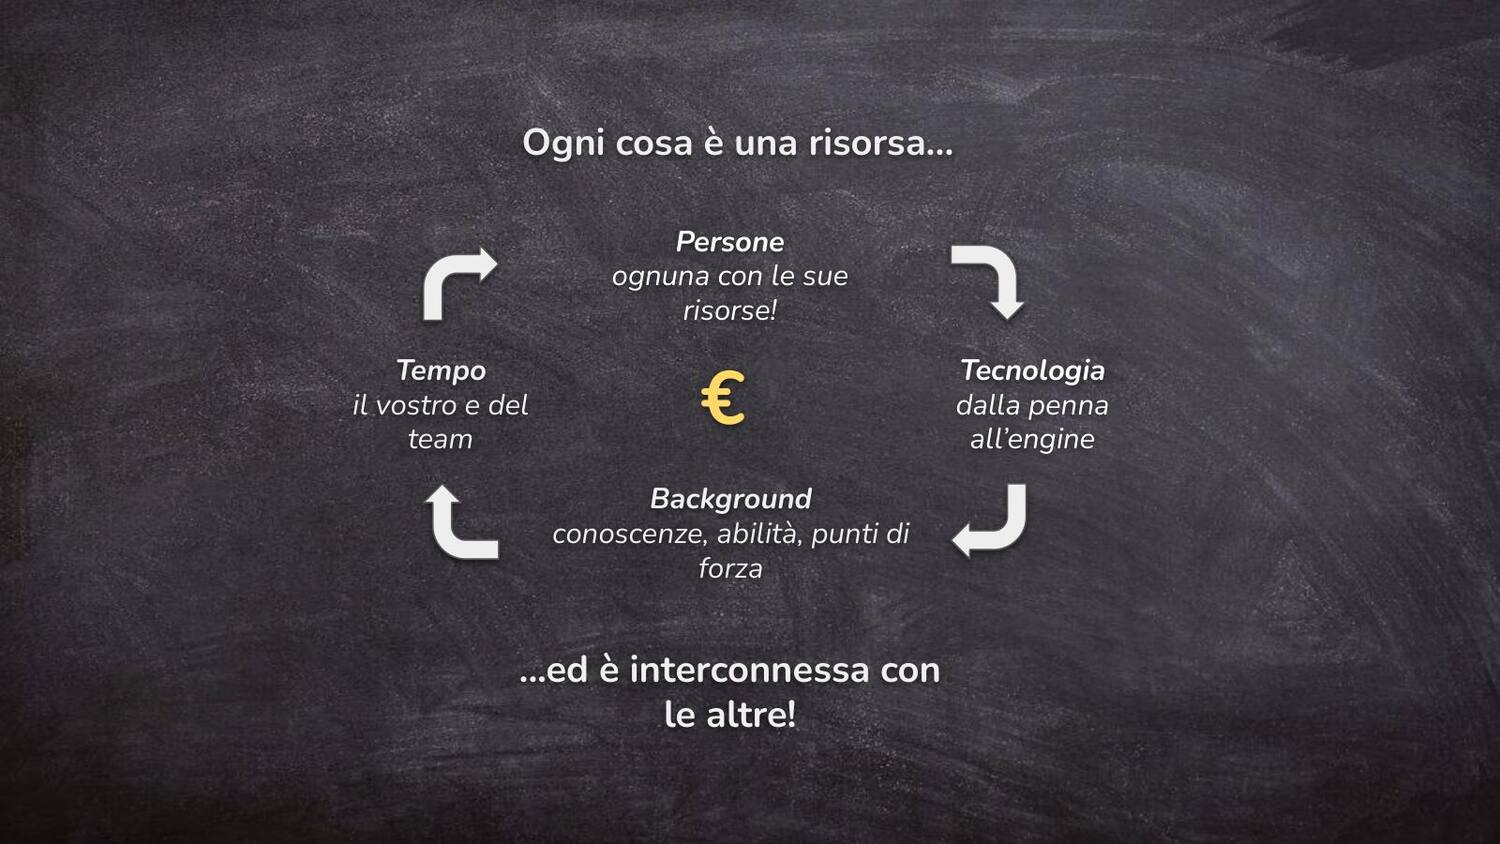 Ogni cosa è una risorsa...
Persone
ognuna con le sue
risorse!
Tempo
il vostro e del
team
€
Tecnologia
dalla penna
all’engine
Background
conoscenze, abilità, punti di
forza
...ed è interconnessa con
le altre!